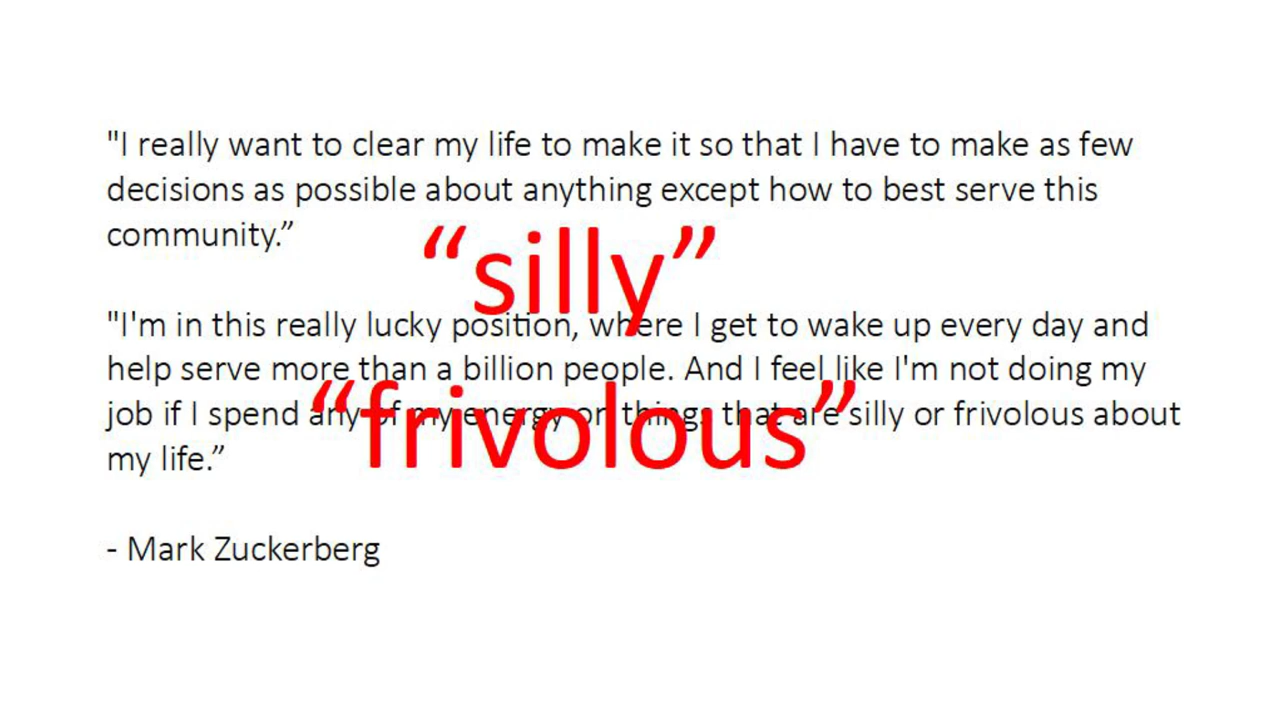 "I really want to clear my life to make it so that I have to make as few
decisions as possible about anything except how to best serve this
community.”
“silly”
"I'm in this really lucky position, where I get to wake up every day and
help serve more than a billion people. And I feel like I'm not doing my
job if I spend any of my energy on things that are silly or frivolous about
“frivolous”
my life.”
- Mark Zuckerberg